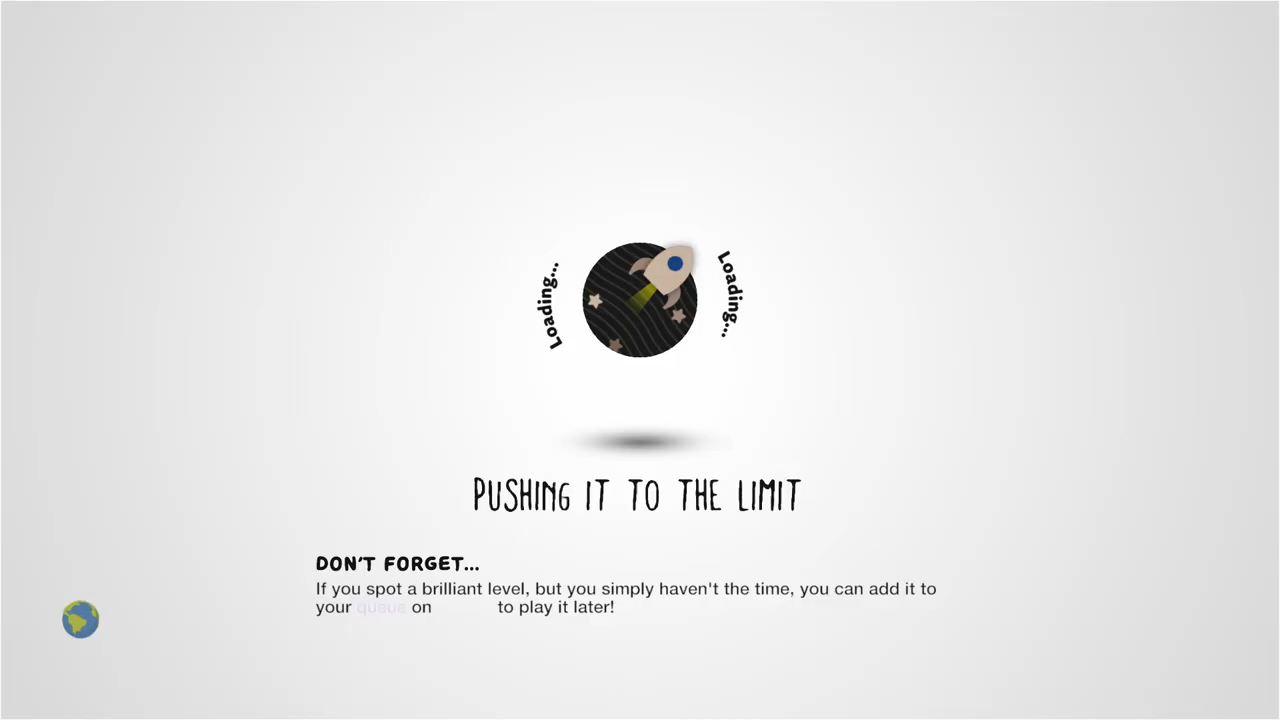 Loading...
Loading...
PUSHING IT TO THE LIMIT
DON'T FORGET...
If you spot a brilliant level, but you simply haven't the time, you can add it to
your queue on to play it later!